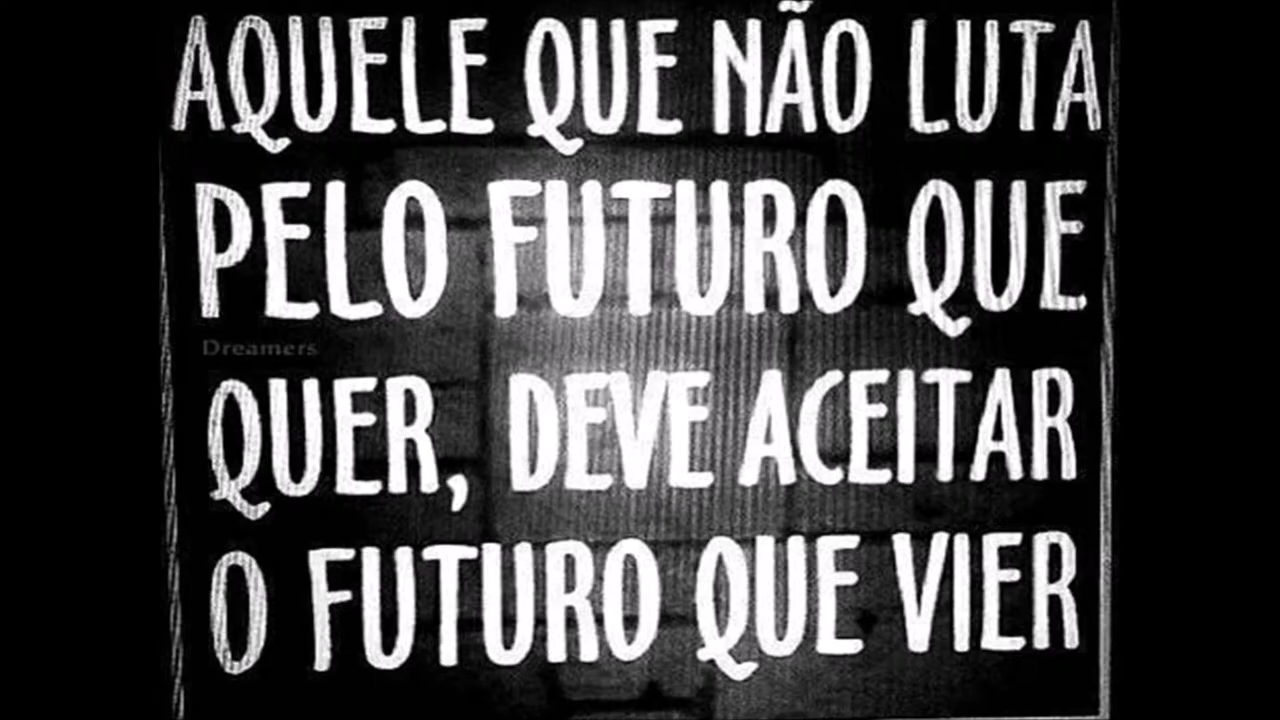 AQUELE QUE NÃO LUTA
PELO FUTURO QUE
Dreamers
QUER, DEVE ACEITAR
O FUTURO QUE VIER